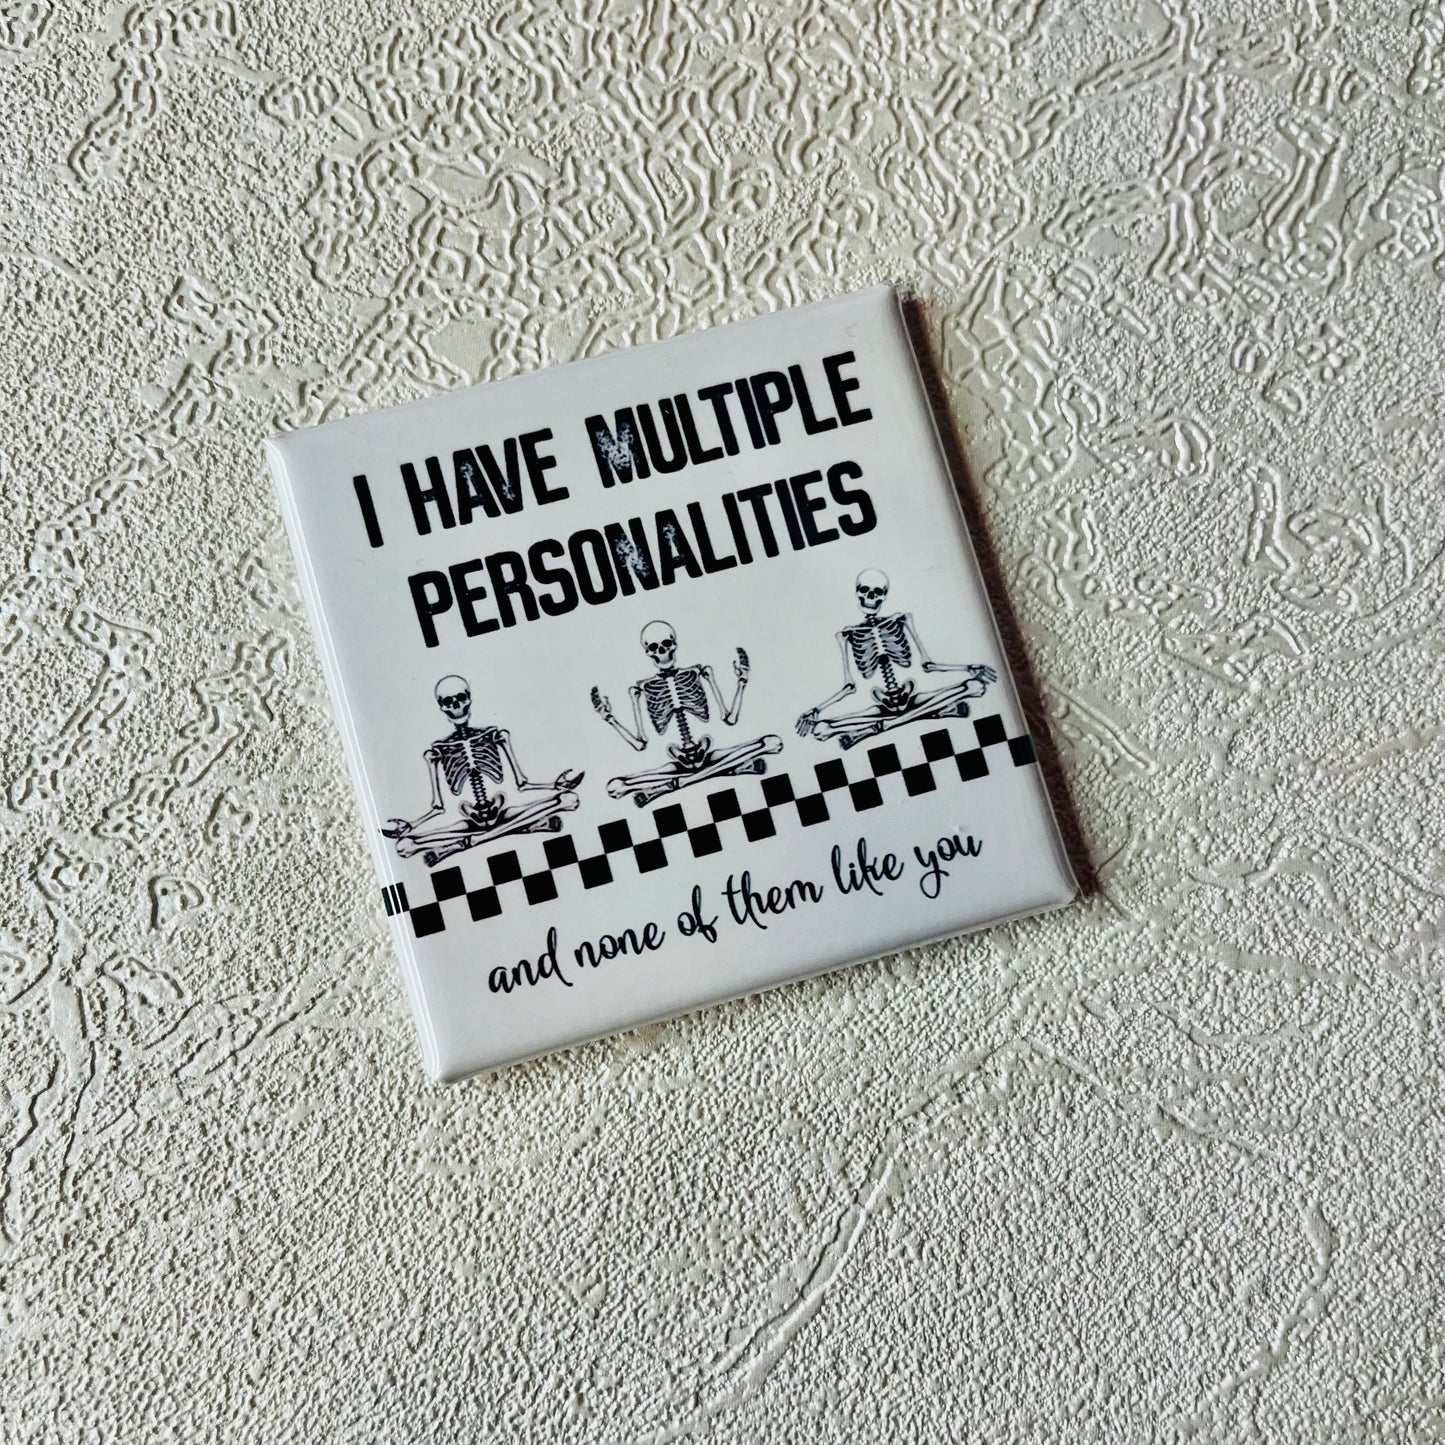 I HAVE MULTIPLE
PERSONALITIES
and none of them like you